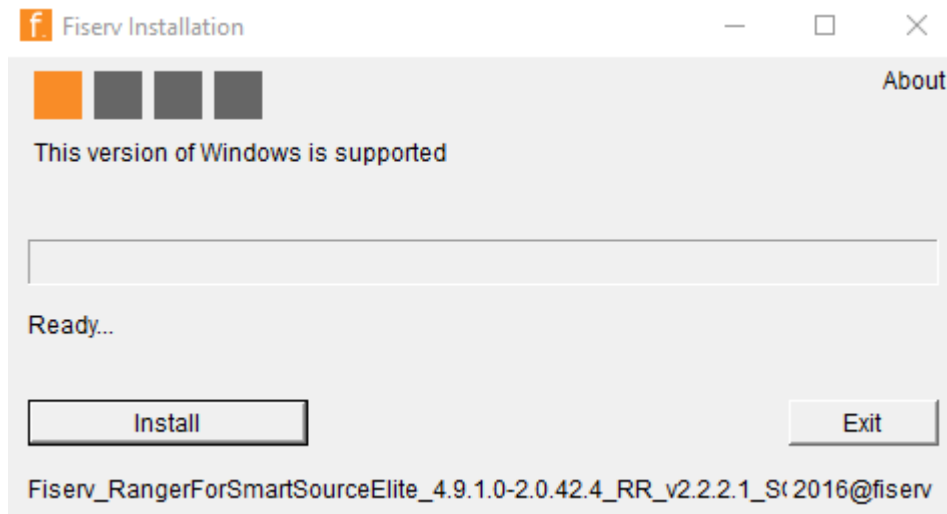 f Fiserv Installation
About
This version of Windows is supported
Ready...
Install
Exit
Fiserv_RangerForSmartSourceElite_4.9.1.0-2.0.42.4_RR_v2.2.2.1_S 2016@fiserv